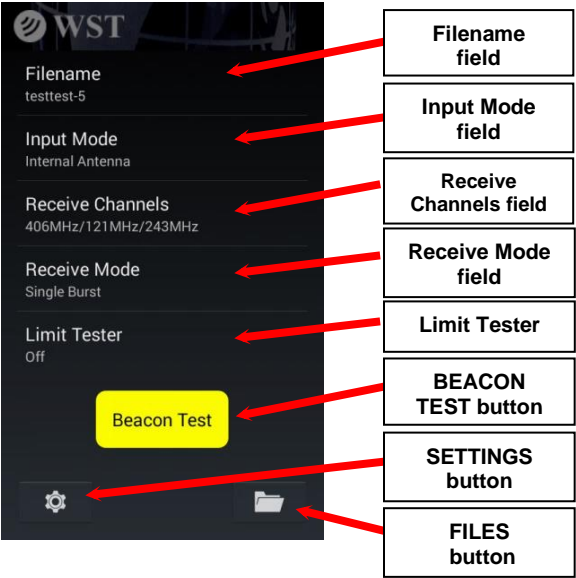 WST
Filename
testtest-5
Input Mode
Internal Antenna
Receive Channels
406MHz/121MHz/243MHz
Receive Mode
Single Burst
Limit Tester
Off
Beacon Test
Filename
field
Input Mode
field
Receive
Channels field
Receive Mode
field
Limit Tester
BEACON
TEST button
SETTINGS
button
FILES
button